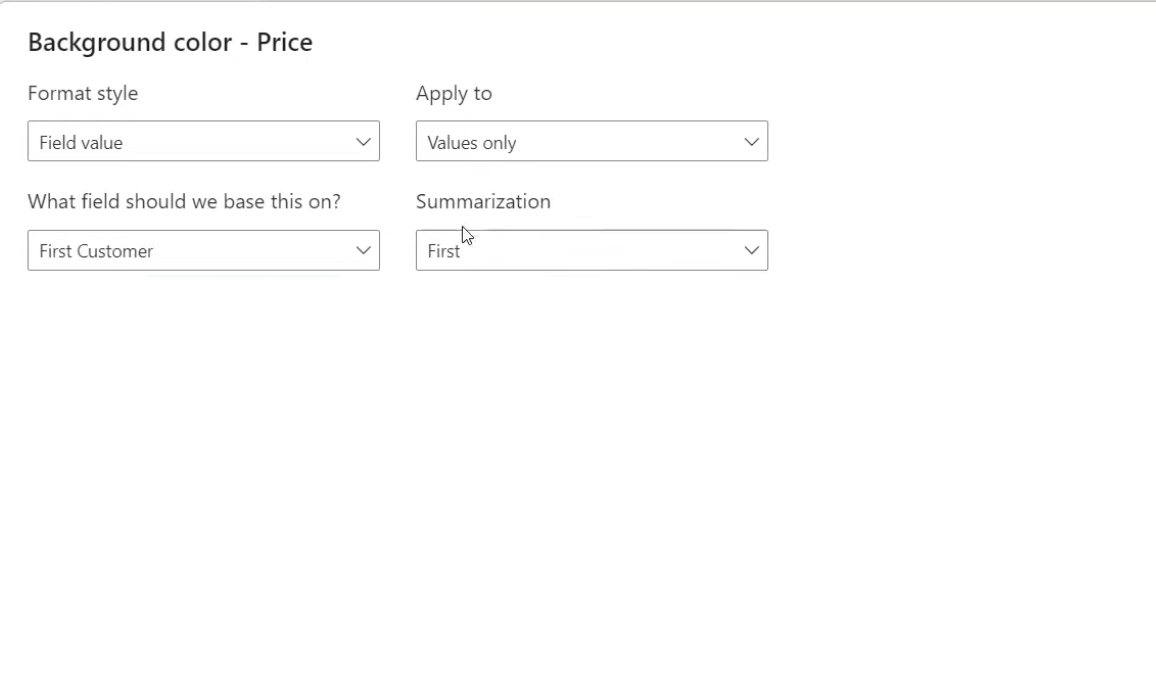 Background color - Price
Format style
Apply to
Field value
Values only
What field should we base this on?
Summarization
First Customer
First